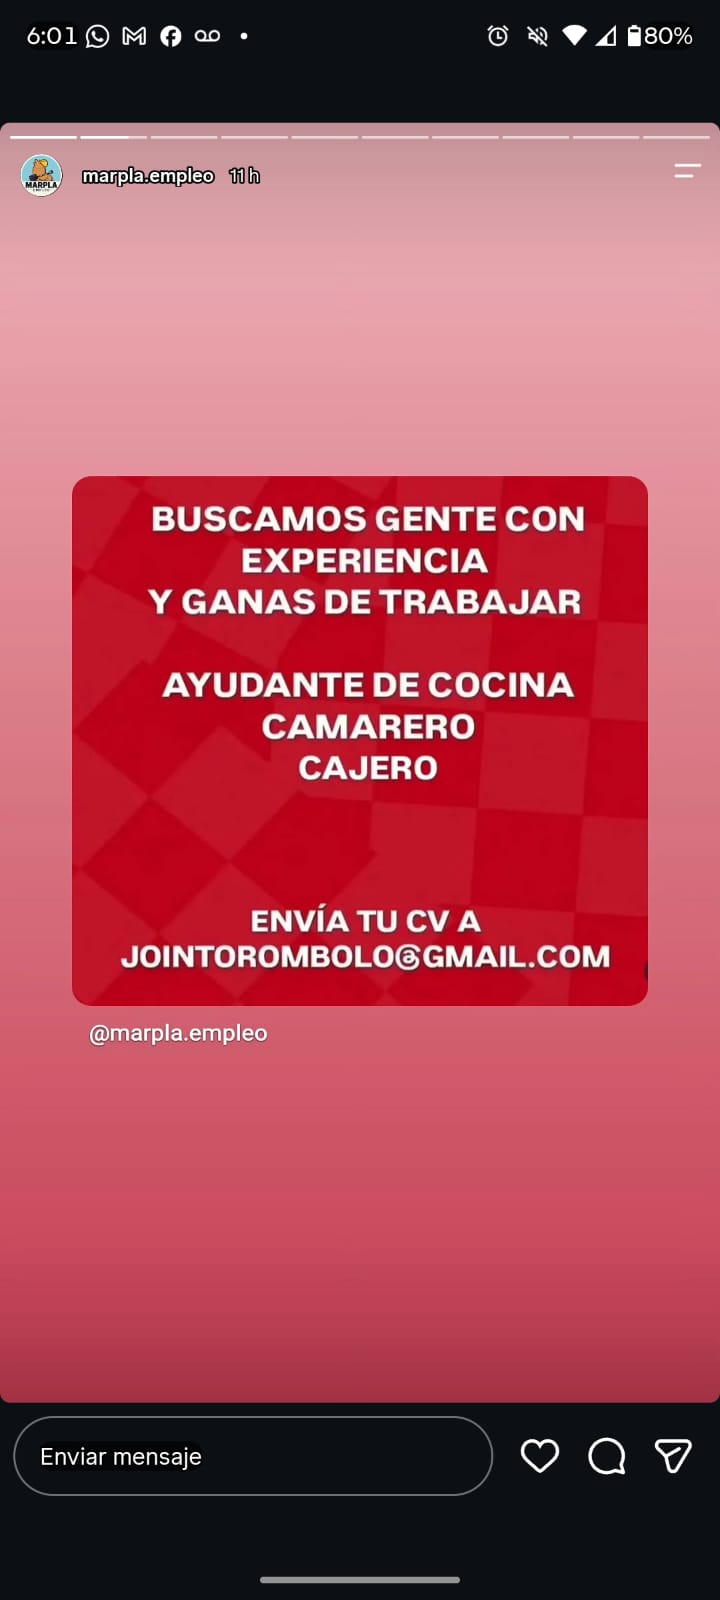 6:01
80%
MARPLA
marpla.empleo 11 h
BUSCAMOS GENTE CON
EXPERIENCIA
Y GANAS DE TRABAJAR
AYUDANTE DE COCINA
CAMARERO
CAJERO
ENVÍA TU CV A
JOINTOROMBOLO@GMAIL.COM
@marpla.empleo
Enviar mensaje